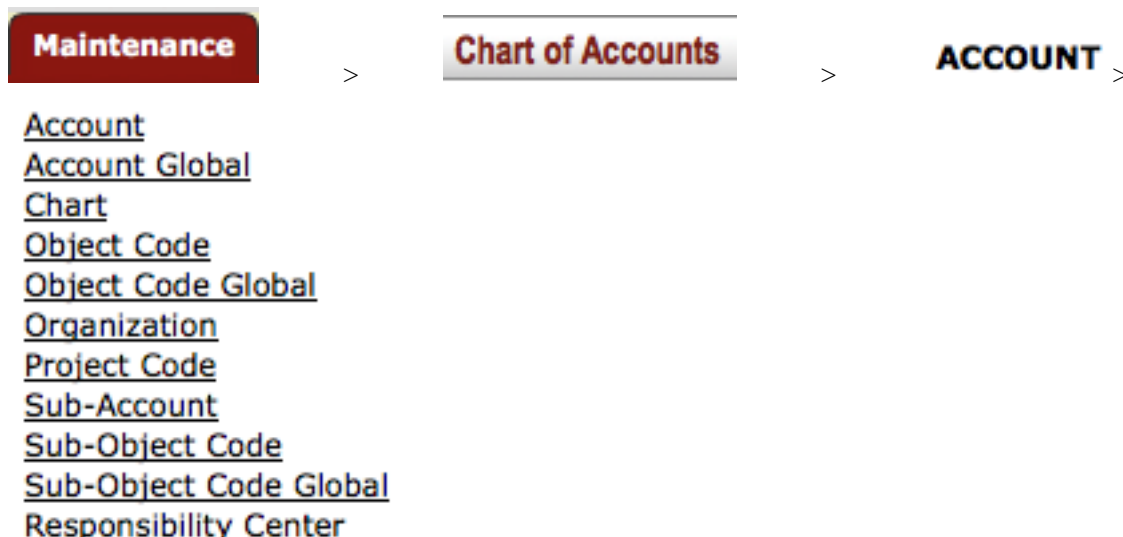 Maintenance > Chart of Accounts > ACCOUNT >
Account
Account Global
Chart
Object Code
Object Code Global
Organization
Project Code
Sub-Account
Sub-Object Code
Sub-Object Code Global
Responsibility Center